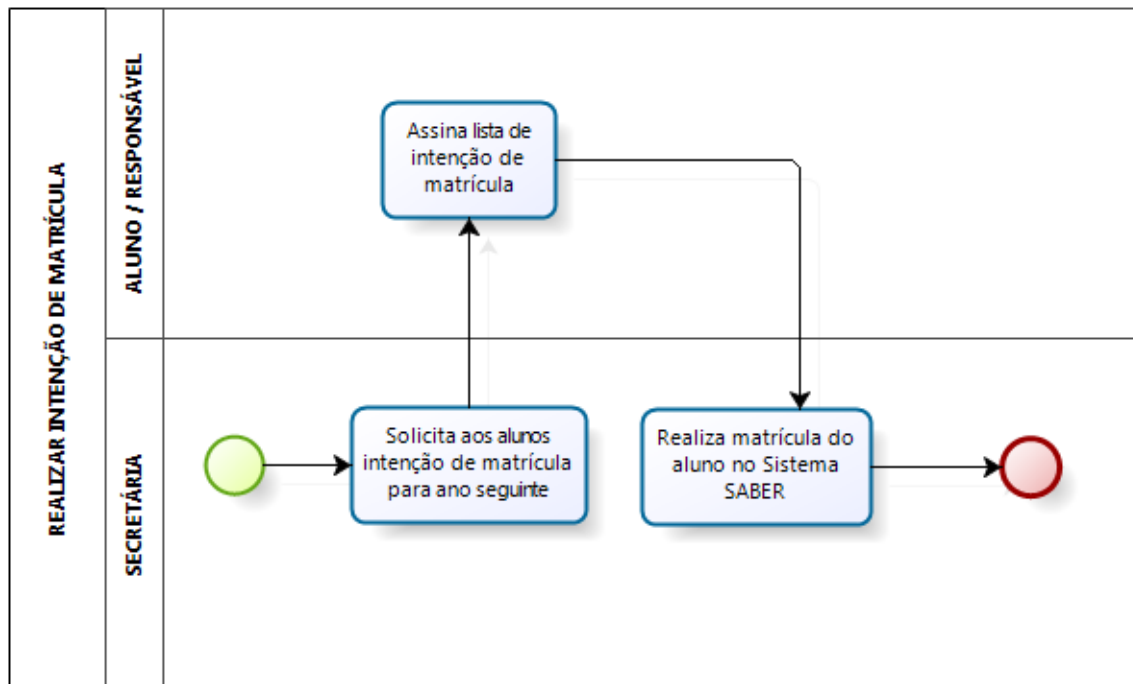 REALIZAR INTENÇÃO DE MATRÍCULA
ALUNO / RESPONSÁVEL
Assina lista de
intenção de
matrícula
SECRETÁRIA
Solicita aos alunos
intenção de matrícula
para ano seguinte
Realiza matrícula do
aluno no Sistema
SABER